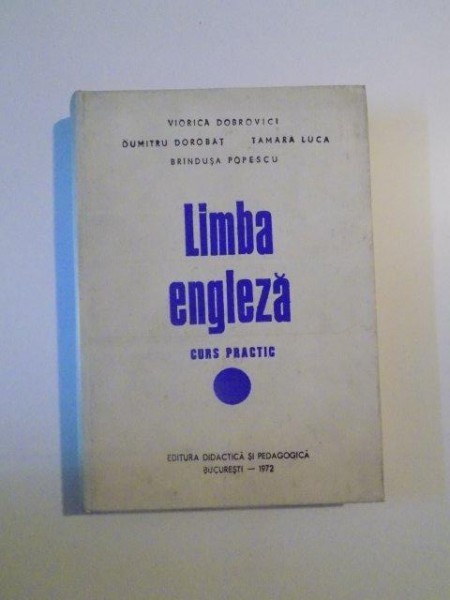 VIORICA DOBROVICI
DUMITRU DOROBAȚ TAMARA LUCA
BRÎNDUȘA POPESCU
Limba
engleză
CURS PRACTIC
EDITURA DIDACTICĂ ȘI PEDAGOGICĂ
BUCUREȘTI — 1972